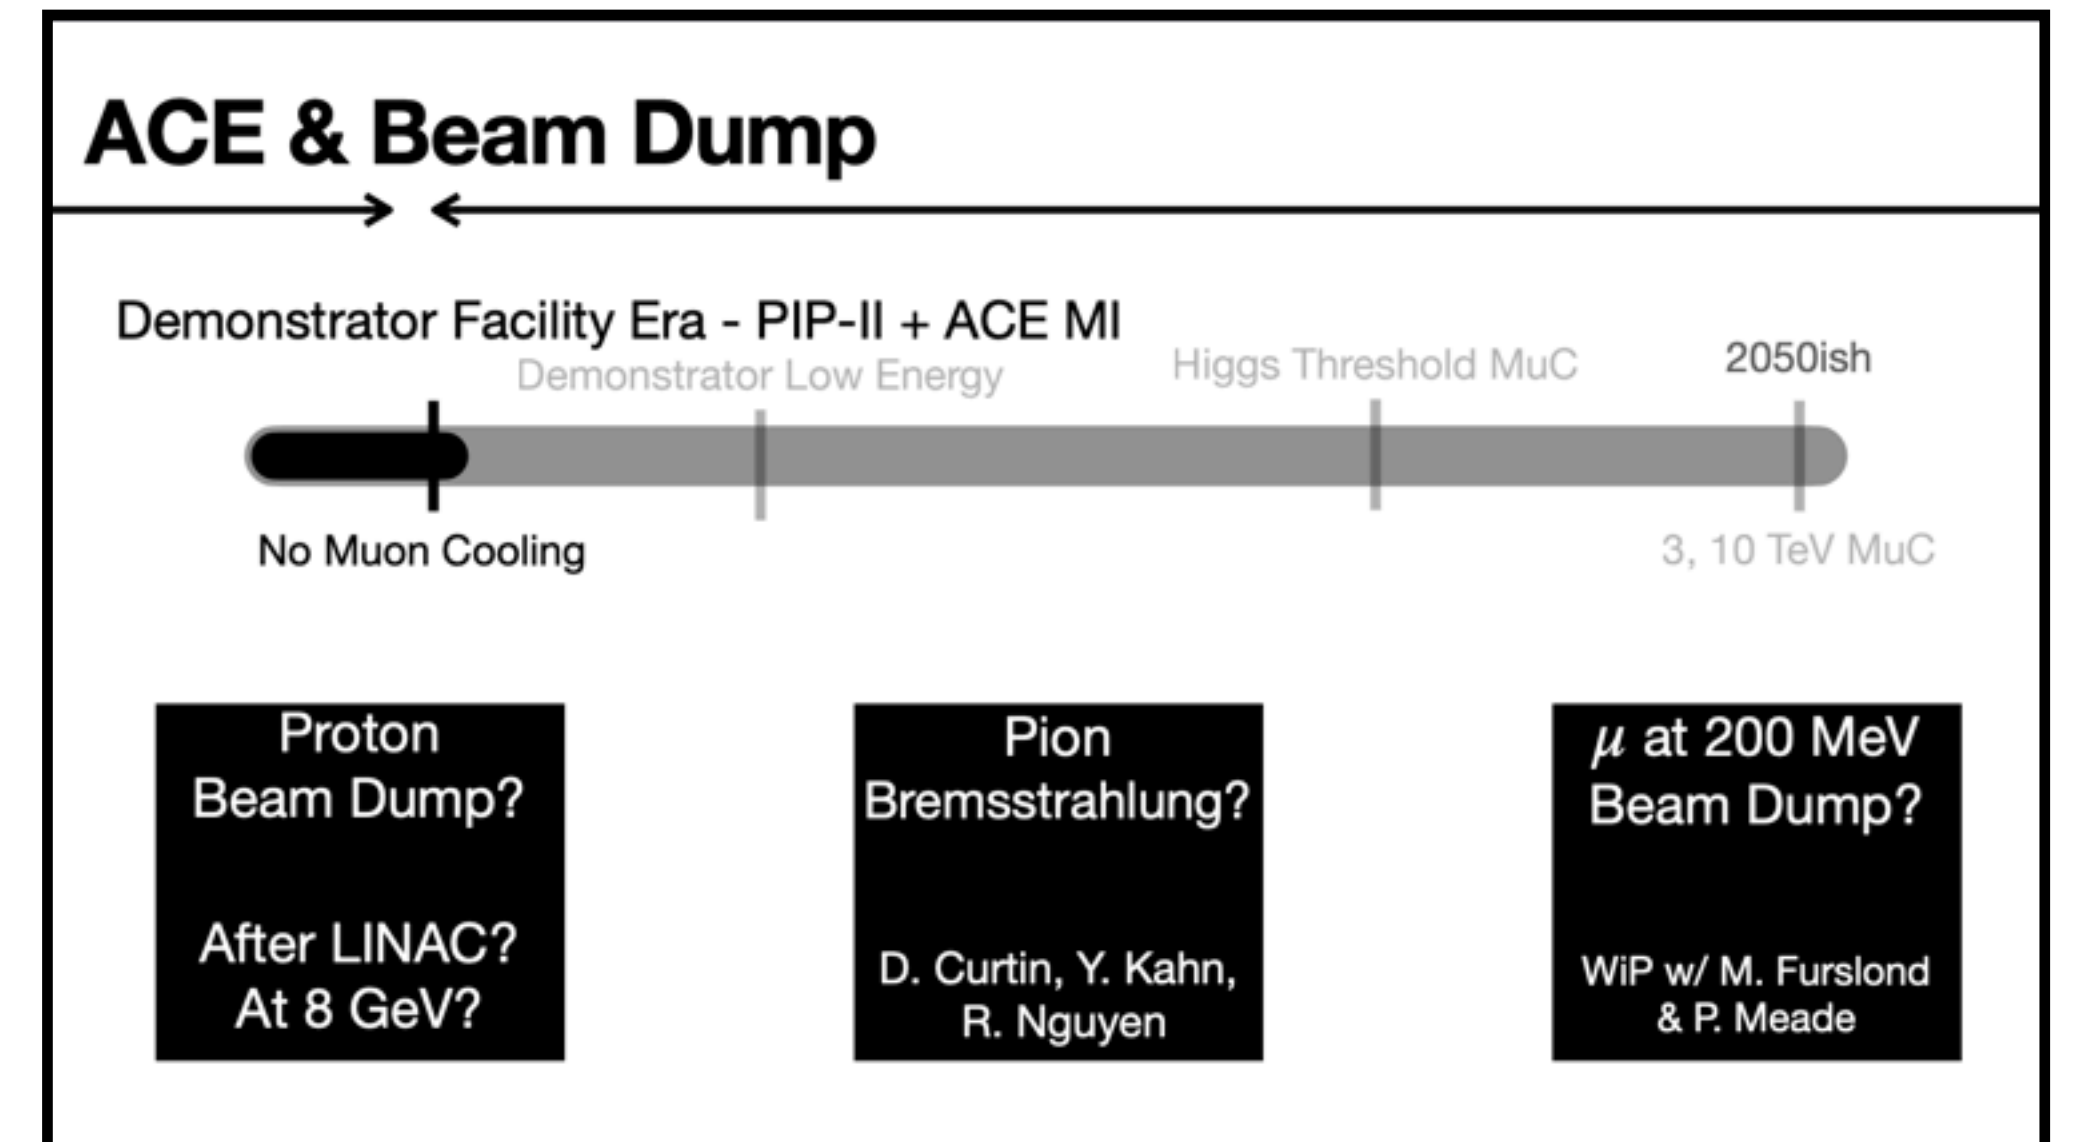 ACE & Beam Dump
Demonstrator Facility Era - PIP-II + ACE MI
Demonstrator Low Energy
Higgs Threshold MuC
2050ish
No Muon Cooling
3, 10 TeV MuC
Proton
Beam Dump?
After LINAC?
At 8 GeV?
Pion
Bremsstrahlung?
D. Curtin, Y. Kahn,
R. Nguyen
μ at 200 MeV
Beam Dump?
WiP w/ M. Furslond
& P. Meade